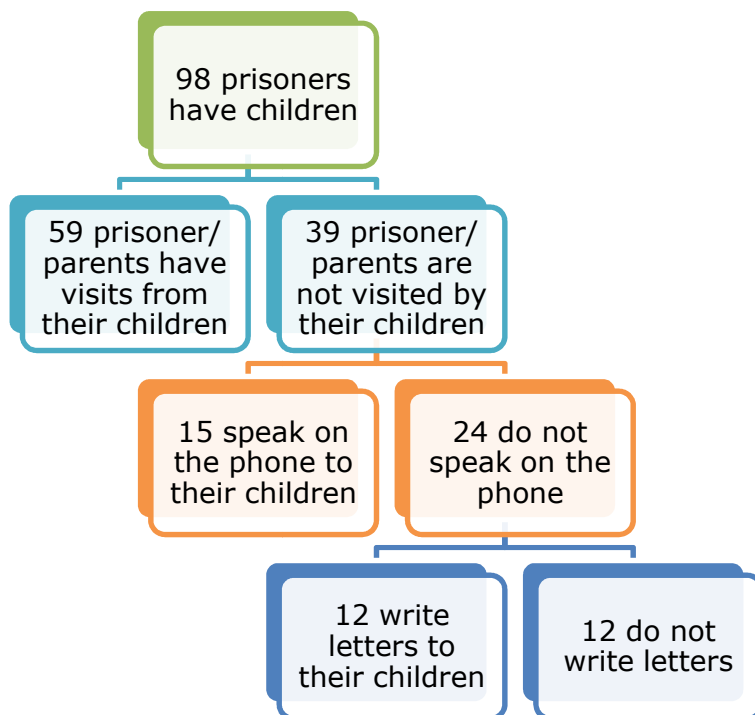 98 prisoners
have children
59 prisoner/
parents have
visits from
their children
39 prisoner/
parents are
not visited by
their children
15 speak on
the phone to
their children
24 do not
speak on the
phone
12 write
letters to
their children
12 do not
write letters